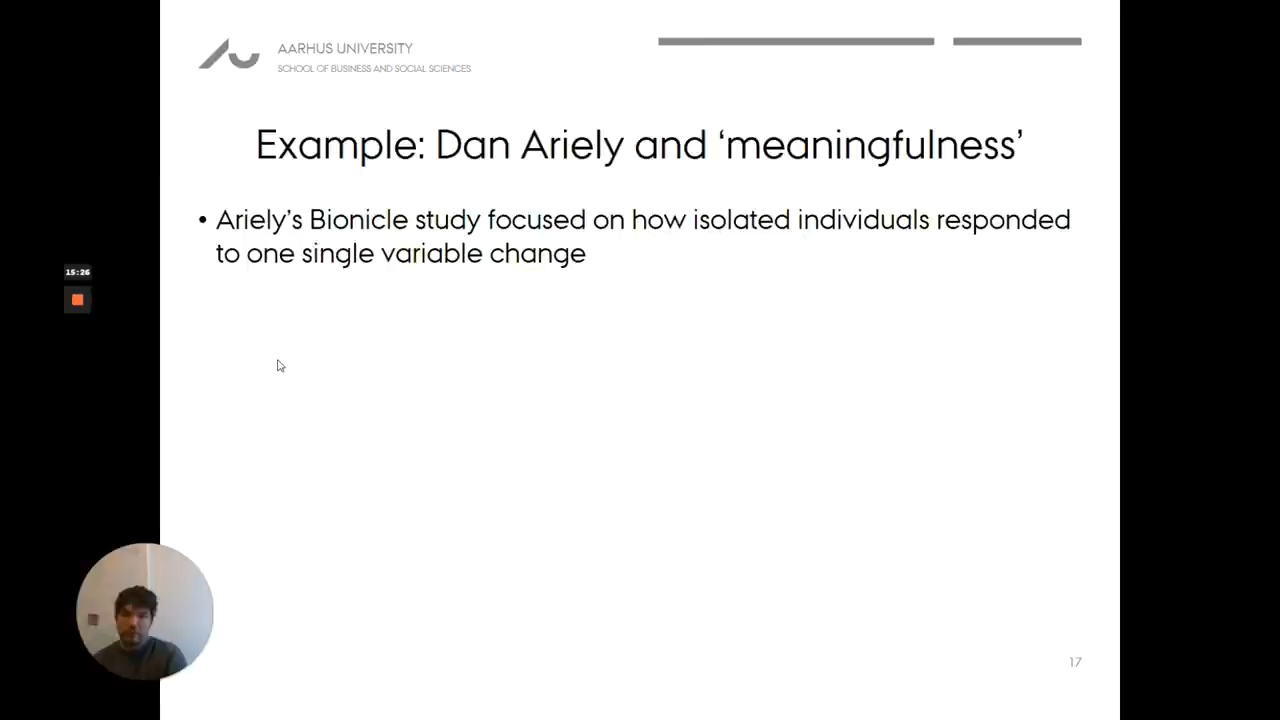 AARHUS UNIVERSITY
SCHOOL OF BUSINESS AND SOCIAL SCIENCES
Example: Dan Ariely and ‘meaningfulness’
• Ariely’s Bionicle study focused on how isolated individuals responded
to one single variable change
15:26
17